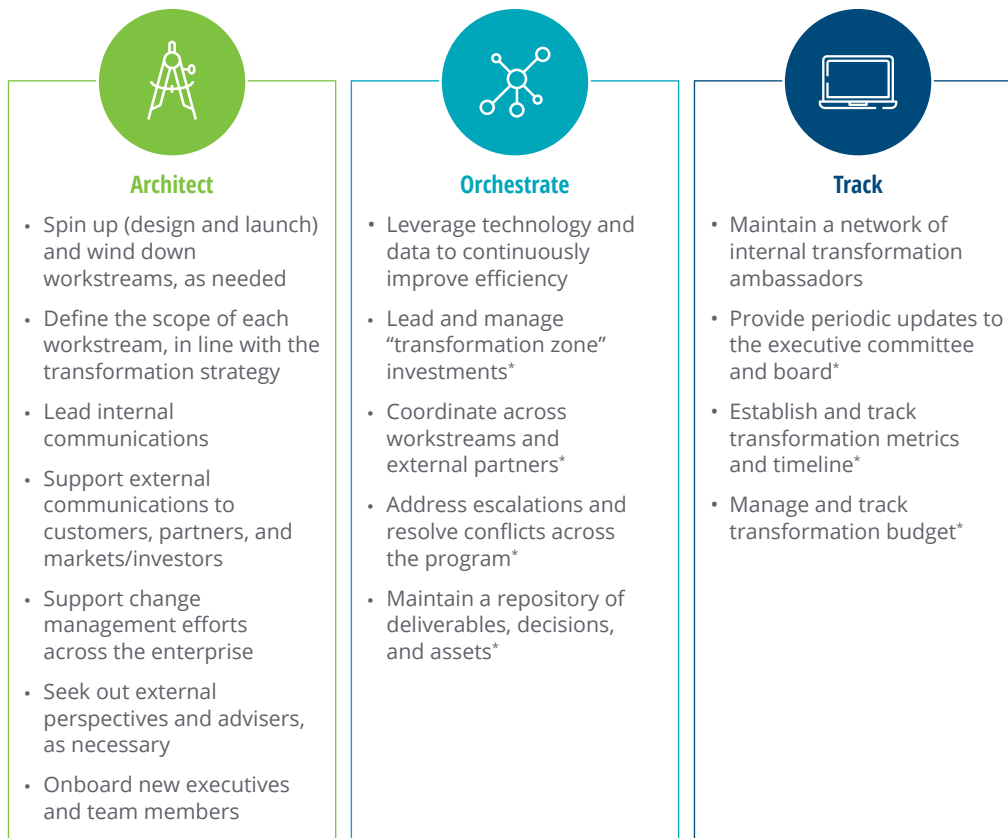 Architect
• Spin up (design and launch)
and wind down
workstreams, as needed
• Define the scope of each
workstream, in line with the
transformation strategy
• Lead internal
communications
• Support external
communications to
customers, partners, and
markets/investors
• Support change
management efforts
across the enterprise
• Seek out external
perspectives and advisers,
as necessary
• Onboard new executives
and team members
Orchestrate
• Leverage technology and
data to continuously
improve efficiency
• Lead and manage
“transformation zone”
investments*
• Coordinate across
workstreams and
external partners*
• Address escalations and
resolve conflicts across
the program*
• Maintain a repository of
deliverables, decisions,
and assets*
Track
• Maintain a network of
internal transformation
ambassadors
• Provide periodic updates to
the executive committee
and board*
• Establish and track
transformation metrics
and timeline*
• Manage and track
transformation budget*